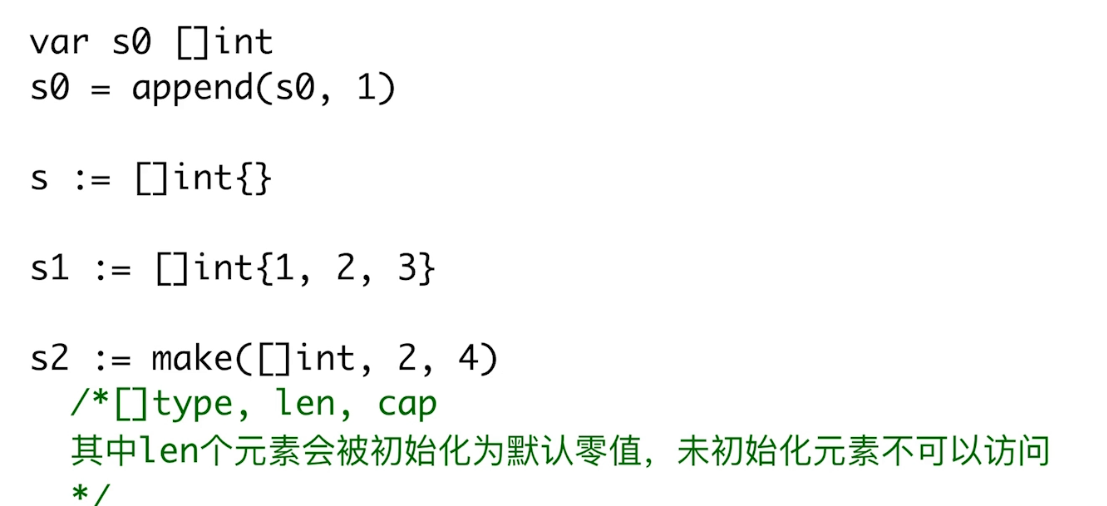 var s0 []int
s0 = append(s0, 1)
s := []int{}
s1 := []int{1, 2, 3}
s2 := make([]int, 2, 4)
/*[]type, len, cap
其中len个元素会被初始化为默认零值，未初始化元素不可以访问
*/